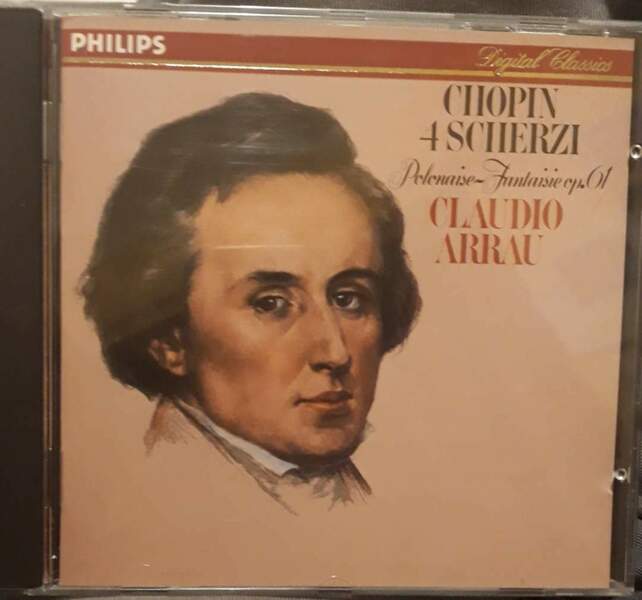 PHILIPS
Digital Classics
CHOPIN
4 SCHERZI
Polonaise-Fantaisie op.61
CLAUDIO
ARRAU